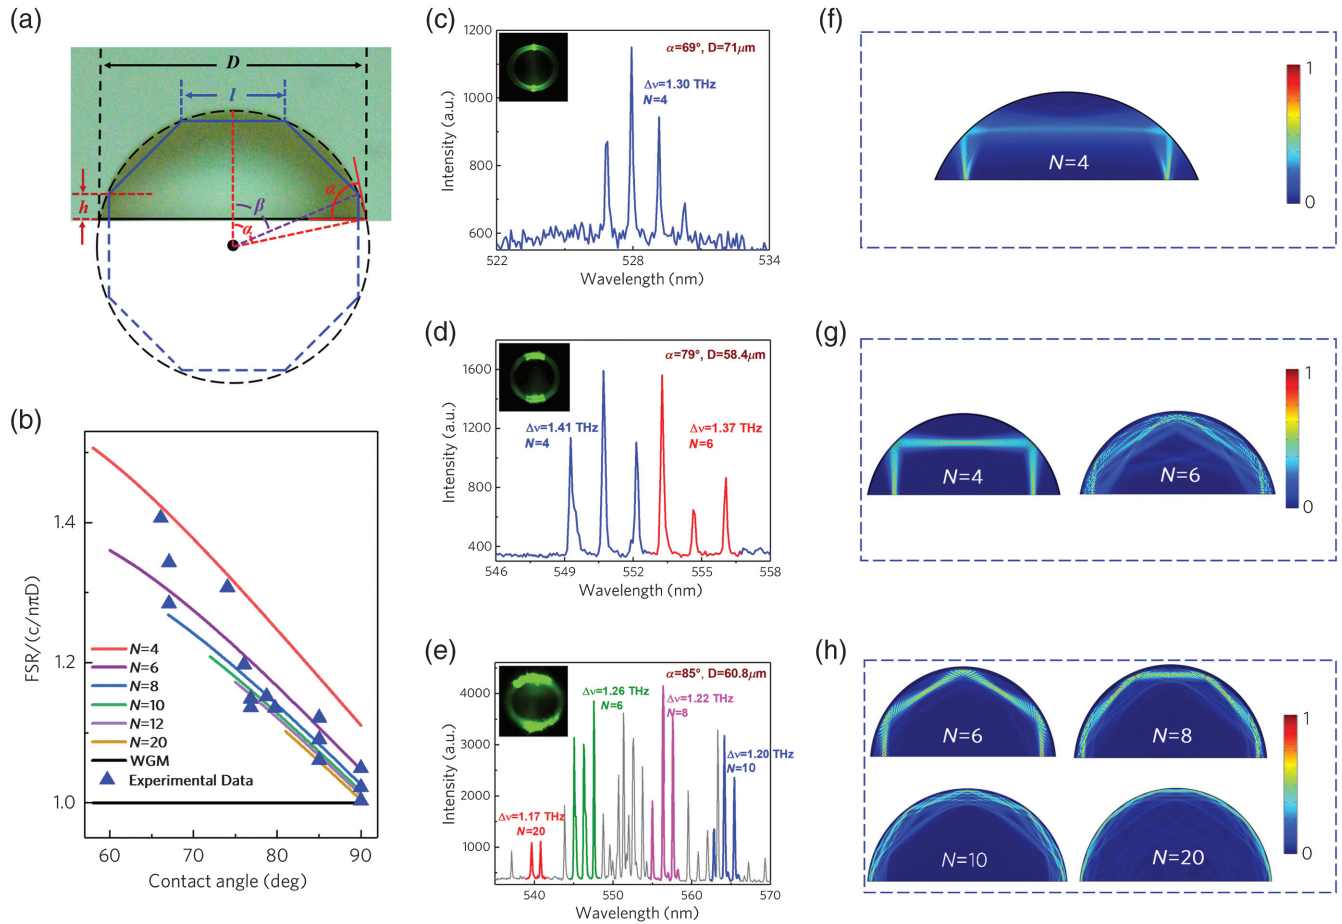 (a)
D
l
h
α
β
α
(b)
FSR/(c/nπD)
1.4
1.2
1.0
N=4
N=6
N=8
N=10
N=12
N=20
WGM
Experimental Data
60 70 80 90
Contact angle (deg)
(c)
Intensity (a.u.)
1200
1000
800
600
α=69°, D=71μm
Δν=1.30 THz
N=4
522 528 534
Wavelength (nm)
(d)
Intensity (a.u.)
1600
1200
800
400
α=79°, D=58.4μm
Δν=1.41 THz
N=4
Δν=1.37 THz
N=6
546 549 552 555 558
Wavelength (nm)
(e)
Intensity (a.u.)
4000
3000
2000
1000
α=85°, D=60.8μm
Δν=1.26 THz
N=6
Δν=1.22 THz
N=8
Δν=1.20 THz
N=10
Δν=1.17 THz
N=20
540 550 560 570
Wavelength (nm)
(f)
N=4
1
0
(g)
N=4
N=6
1
0
(h)
N=6
N=8
N=10
N=20
1
0